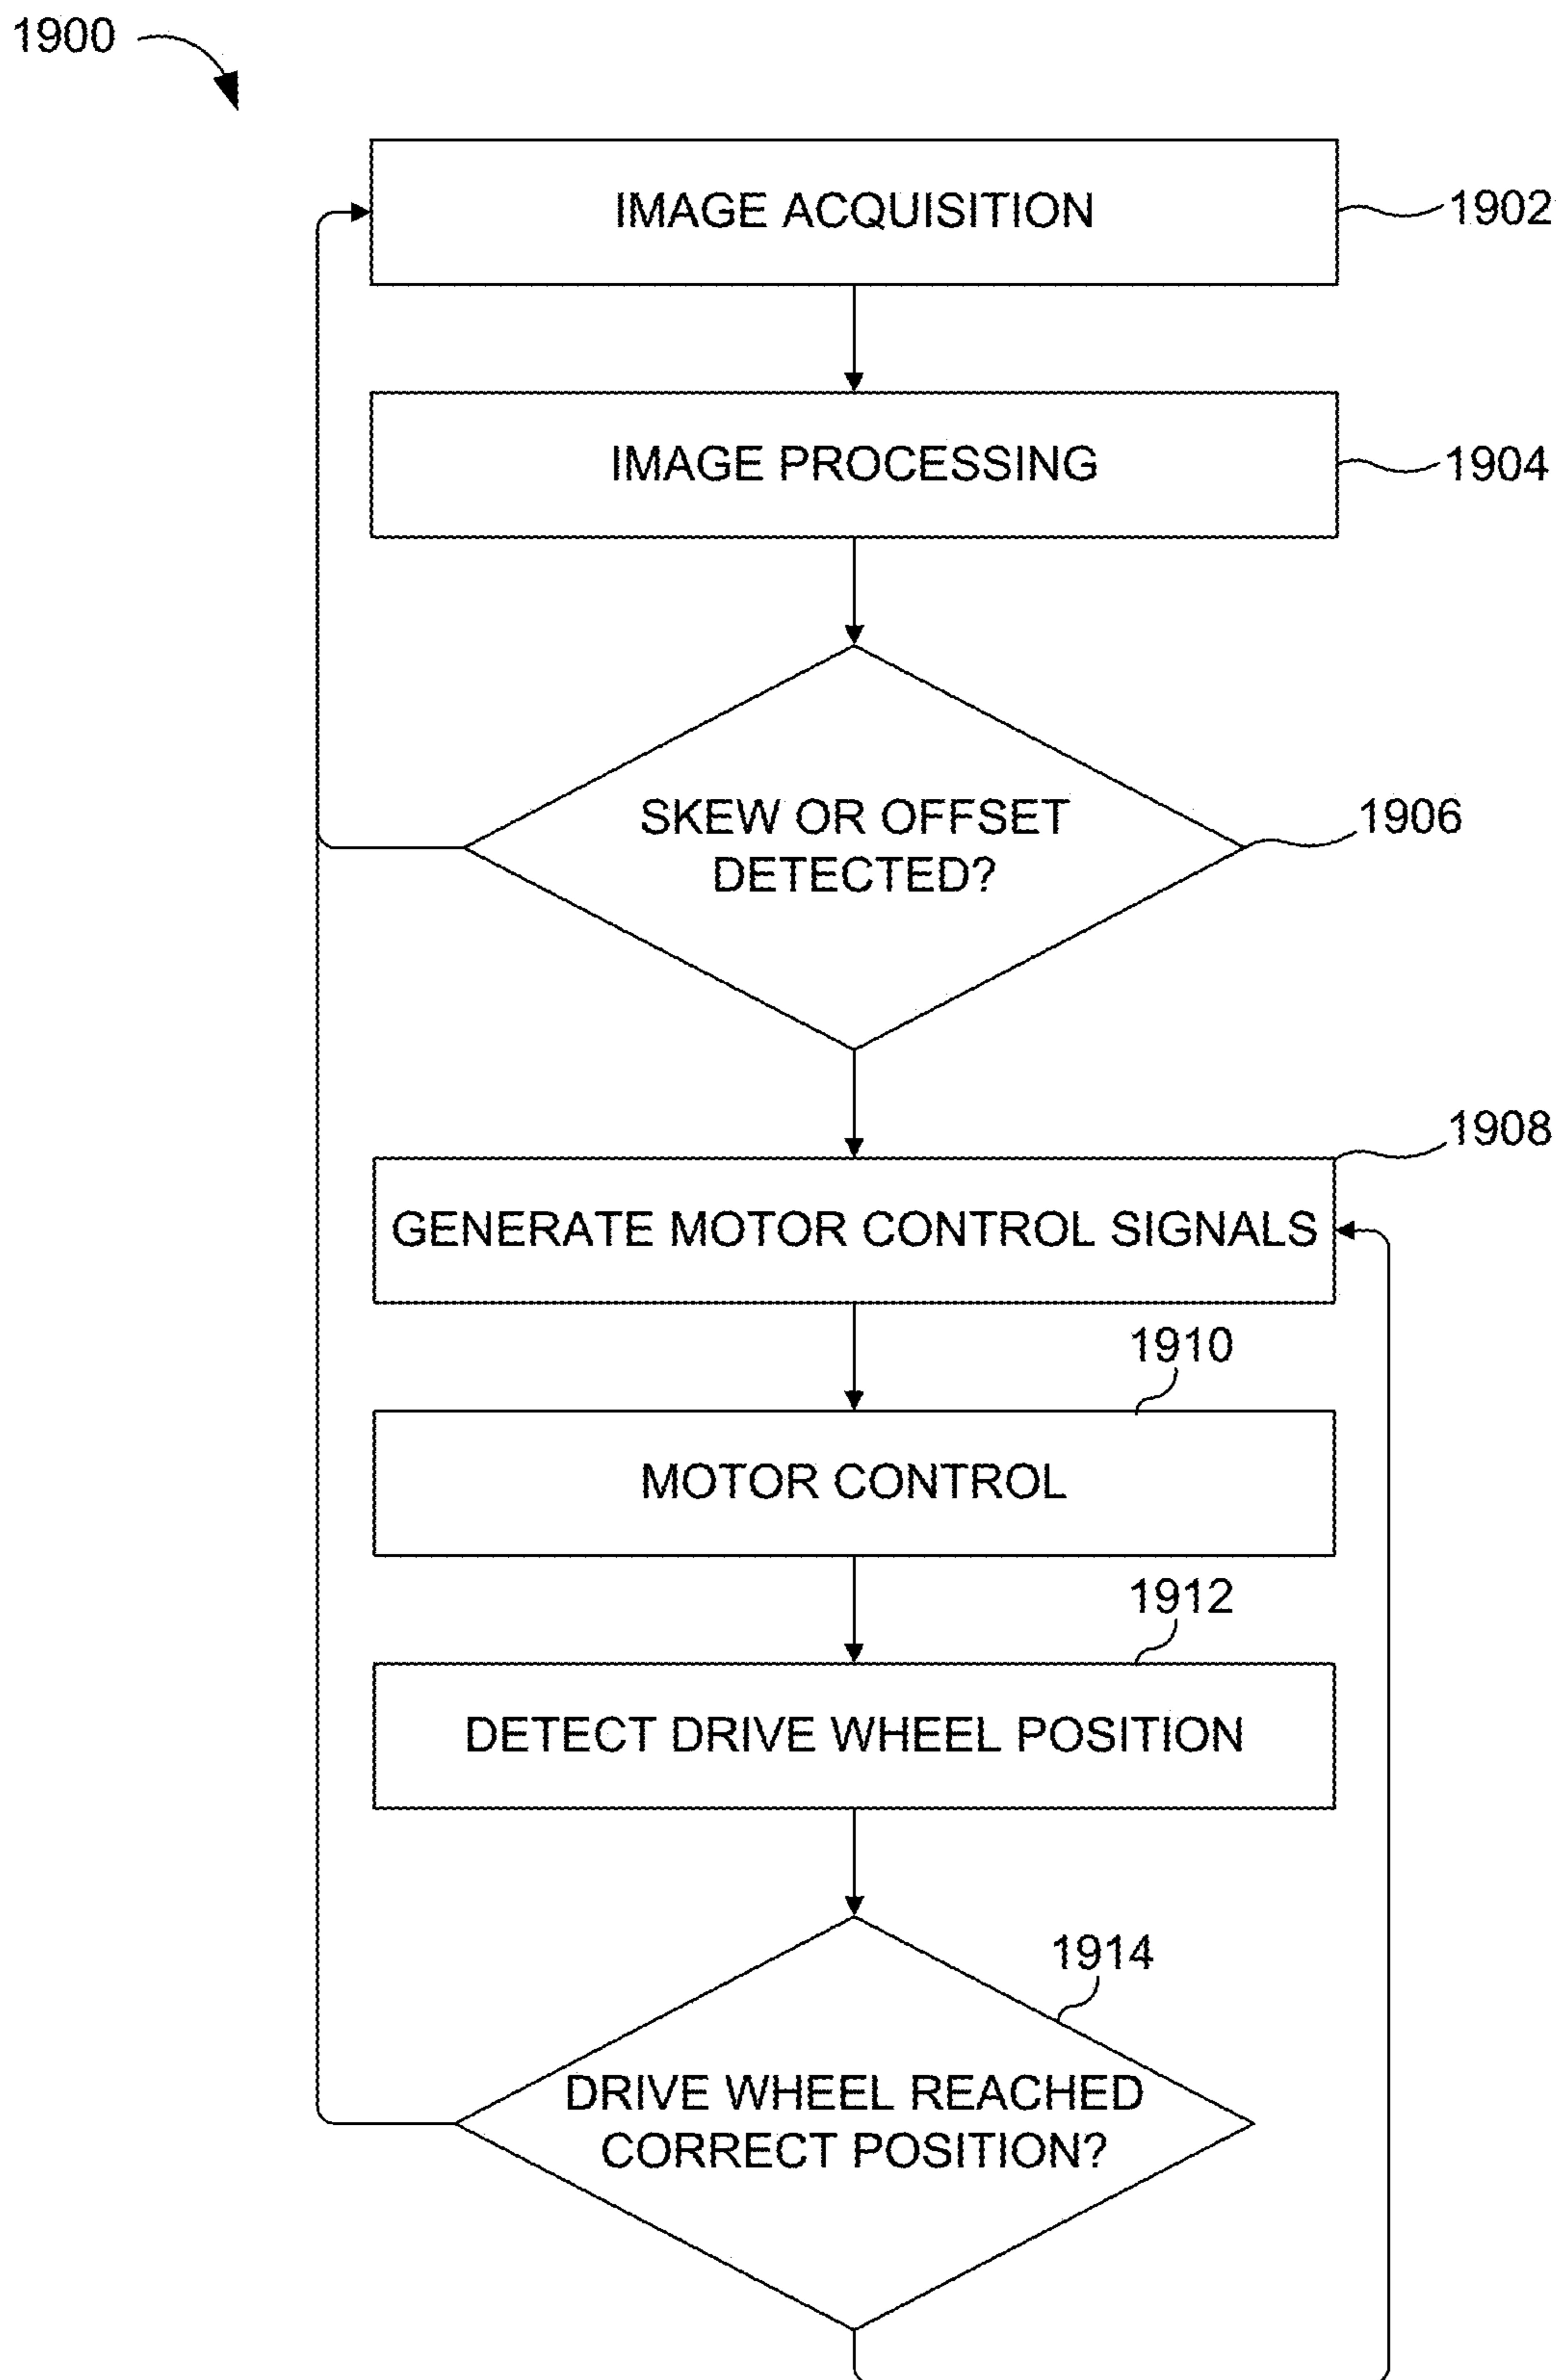 1900
IMAGE ACQUISITION
1902
IMAGE PROCESSING
1904
SKEW OR OFFSET
DETECTED?
1906
1908
GENERATE MOTOR CONTROL SIGNALS
1910
MOTOR CONTROL
1912
DETECT DRIVE WHEEL POSITION
1914
DRIVE WHEEL REACHED
CORRECT POSITION?